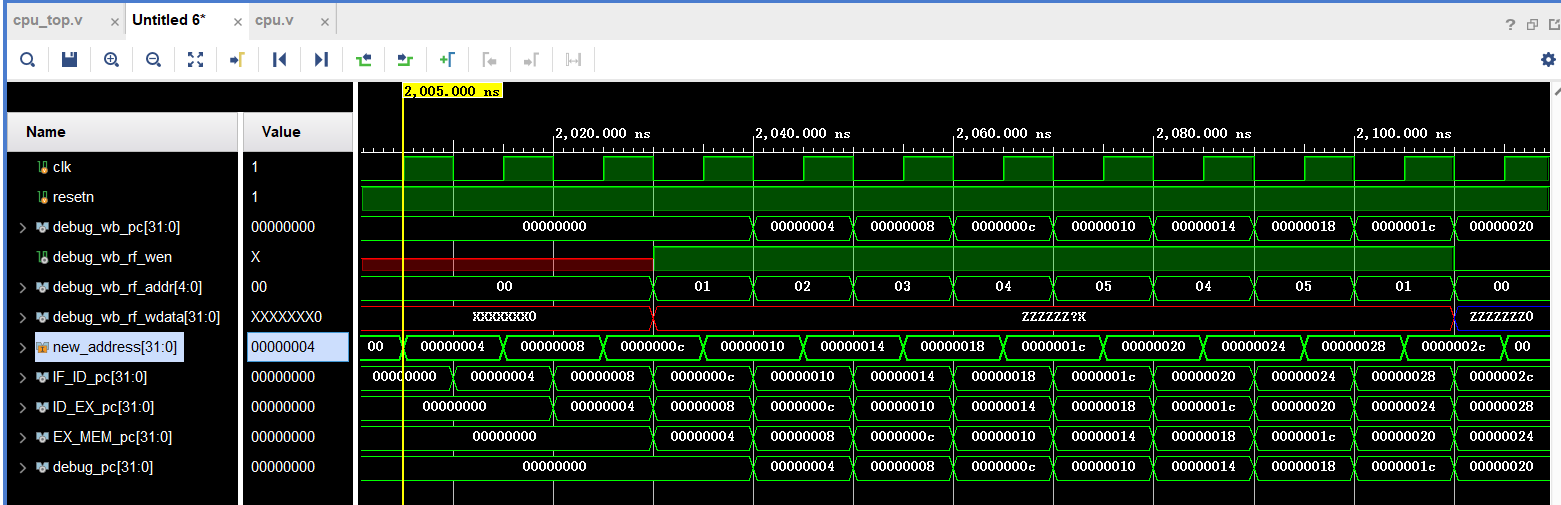 cpu_top.v × Untitled 6* × cpu.v ×
?
2,005.000 ns
Name Value
2,020.000 ns 2,040.000 ns 2,060.000 ns 2,080.000 ns 2,100.000 ns
clk 1
resetn 1
debug_wb_pc[31:0] 00000000 00000000 00000004 00000008 0000000c 00000010 00000014 00000018 0000001c 00000020
debug_wb_rf_wen X
debug_wb_rf_addr[4:0] 00 00 01 02 03 04 05 04 05 01 00
debug_wb_rf_wdata[31:0] XXXXXXX0 XXXXXXX0 ZZZZZZ?X ZZZZZZZ0
new_address[31:0] 00000004 00 00000004 00000008 0000000c 00000010 00000014 00000018 0000001c 00000020 00000024 00000028 0000002c 00
IF_ID_pc[31:0] 00000000 00000000 00000004 00000008 0000000c 00000010 00000014 00000018 0000001c 00000020 00000024 00000028 0000002c
ID_EX_pc[31:0] 00000000 00000000 00000004 00000008 0000000c 00000010 00000014 00000018 0000001c 00000020 00000024 00000028
EX_MEM_pc[31:0] 00000000 00000000 00000004 00000008 0000000c 00000010 00000014 00000018 0000001c 00000020 00000024
debug_pc[31:0] 00000000 00000000 00000004 00000008 0000000c 00000010 00000014 00000018 0000001c 00000020